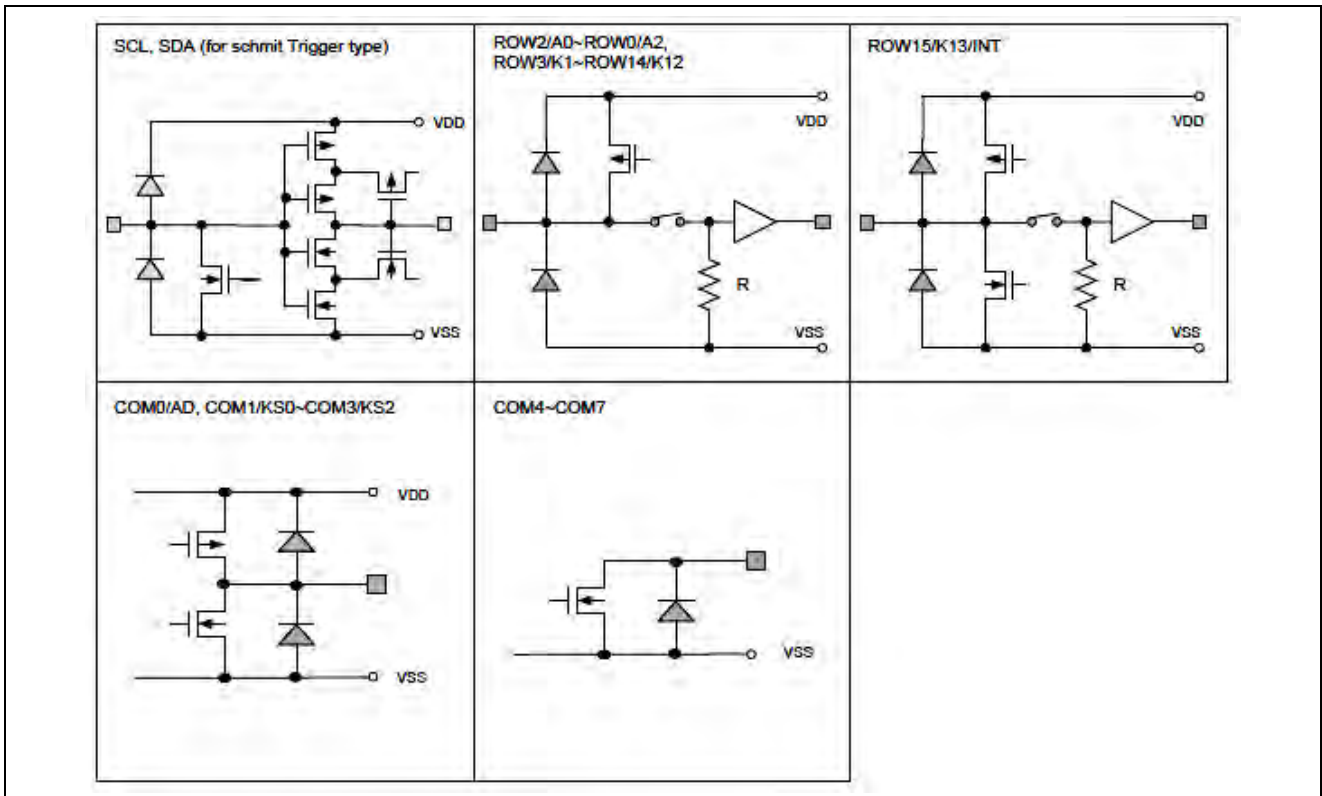 SCL, SDA (for schmit Trigger type)
VDD
VSS
ROW2/A0~ROW0/A2,
ROW3/K1~ROW14/K12
VDD
R
VSS
ROW15/K13/INT
VDD
R
VSS
COM0/AD, COM1/KS0~COM3/KS2
VDD
VSS
COM4~COM7
VSS